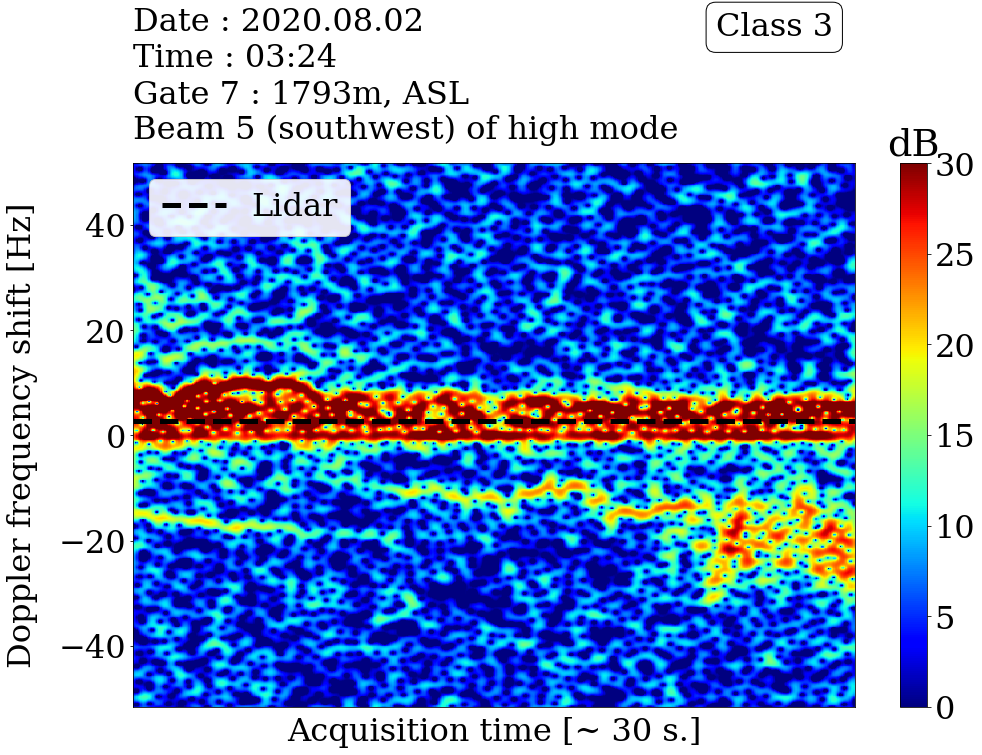 Date : 2020.08.02
Time : 03:24
Gate 7 : 1793m, ASL
Beam 5 (southwest) of high mode
Class 3
dB
Lidar
Doppler frequency shift [Hz]
40
20
0
−20
−40
30
25
20
15
10
5
0
Acquisition time [~ 30 s.]